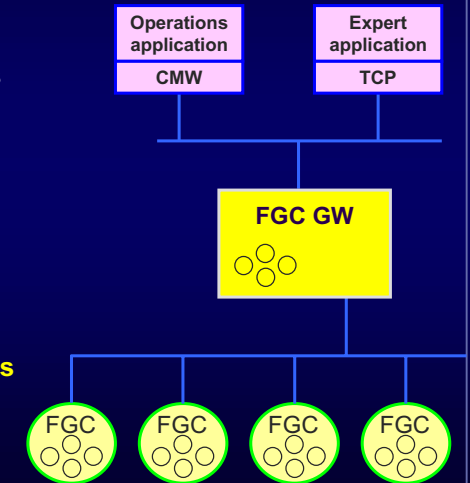 Operations
application
Expert
application
CMW
TCP
FGC GW
s
FGC
FGC
FGC
FGC